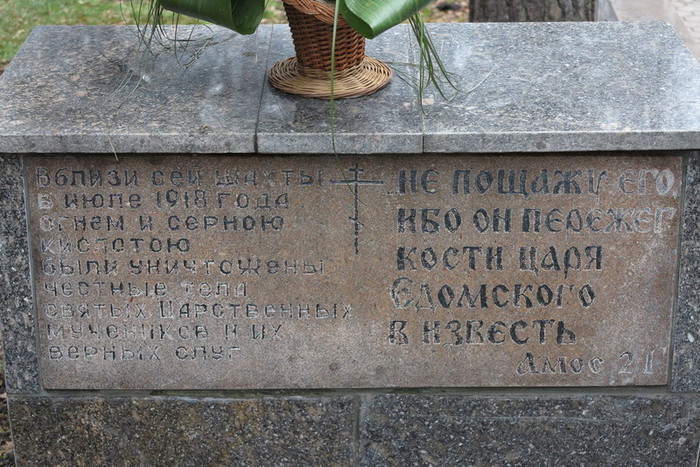 Вблизи сей шахты
в июле 1918 года
огнем и серною
кислотою
были уничтожены
честные тела
святых Царственных
мучеников и их
верных слуг
не пощажу его,
ибо он пережег
кости царя
Едомского
в известь
Амос 2 1